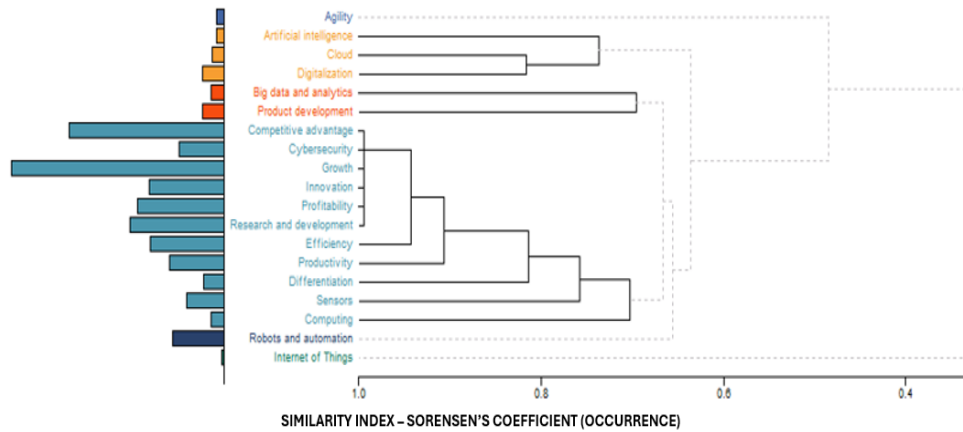 Agility
Artificial intelligence
Cloud
Digitalization
Big data and analytics
Product development
Competitive advantage
Cybersecurity
Growth
Innovation
Profitability
Research and development
Efficiency
Productivity
Differentiation
Sensors
Computing
Robots and automation
Internet of Things
1.0 0.8 0.6 0.4
SIMILARITY INDEX – SORENSEN'S COEFFICIENT (OCCURRENCE)